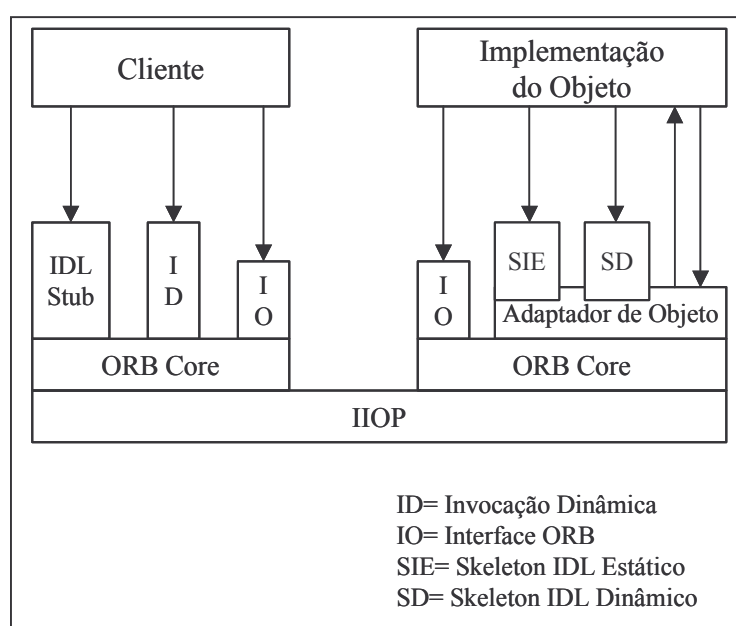 Cliente
Implementação
do Objeto
IDL
Stub
I
D
I
O
I
O
SIE
SD
Adaptador de Objeto
ORB Core
ORB Core
IIOP
ID= Invocação Dinâmica
IO= Interface ORB
SIE= Skeleton IDL Estático
SD= Skeleton IDL Dinâmico